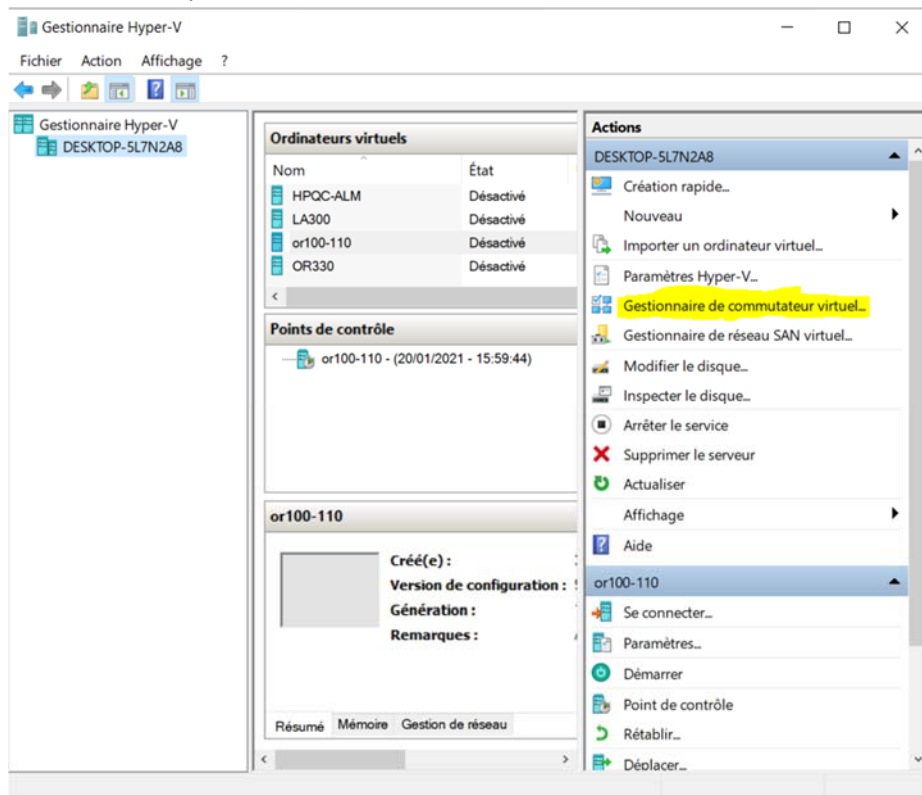 Gestionnaire Hyper-V
Fichier Action Affichage ?
Gestionnaire Hyper-V
DESKTOP-5L7N2A8
Ordinateurs virtuels
Nom État
HPQC-ALM Désactivé
LA300 Désactivé
or100-110 Désactivé
OR330 Désactivé
Points de contrôle
or100-110 - (20/01/2021 - 15:59:44)
or100-110
Créé(e) :
Version de configuration :
Génération :
Remarques :
Résumé Mémoire Gestion de réseau
Actions
DESKTOP-5L7N2A8
Création rapide...
Nouveau
Importer un ordinateur virtuel...
Paramètres Hyper-V...
Gestionnaire de commutateur virtuel...
Gestionnaire de réseau SAN virtuel...
Modifier le disque...
Inspecter le disque...
Arrêter le service
Supprimer le serveur
Actualiser
Affichage
Aide
or100-110
Se connecter...
Paramètres...
Démarrer
Point de contrôle
Rétablir...
Déplacer...